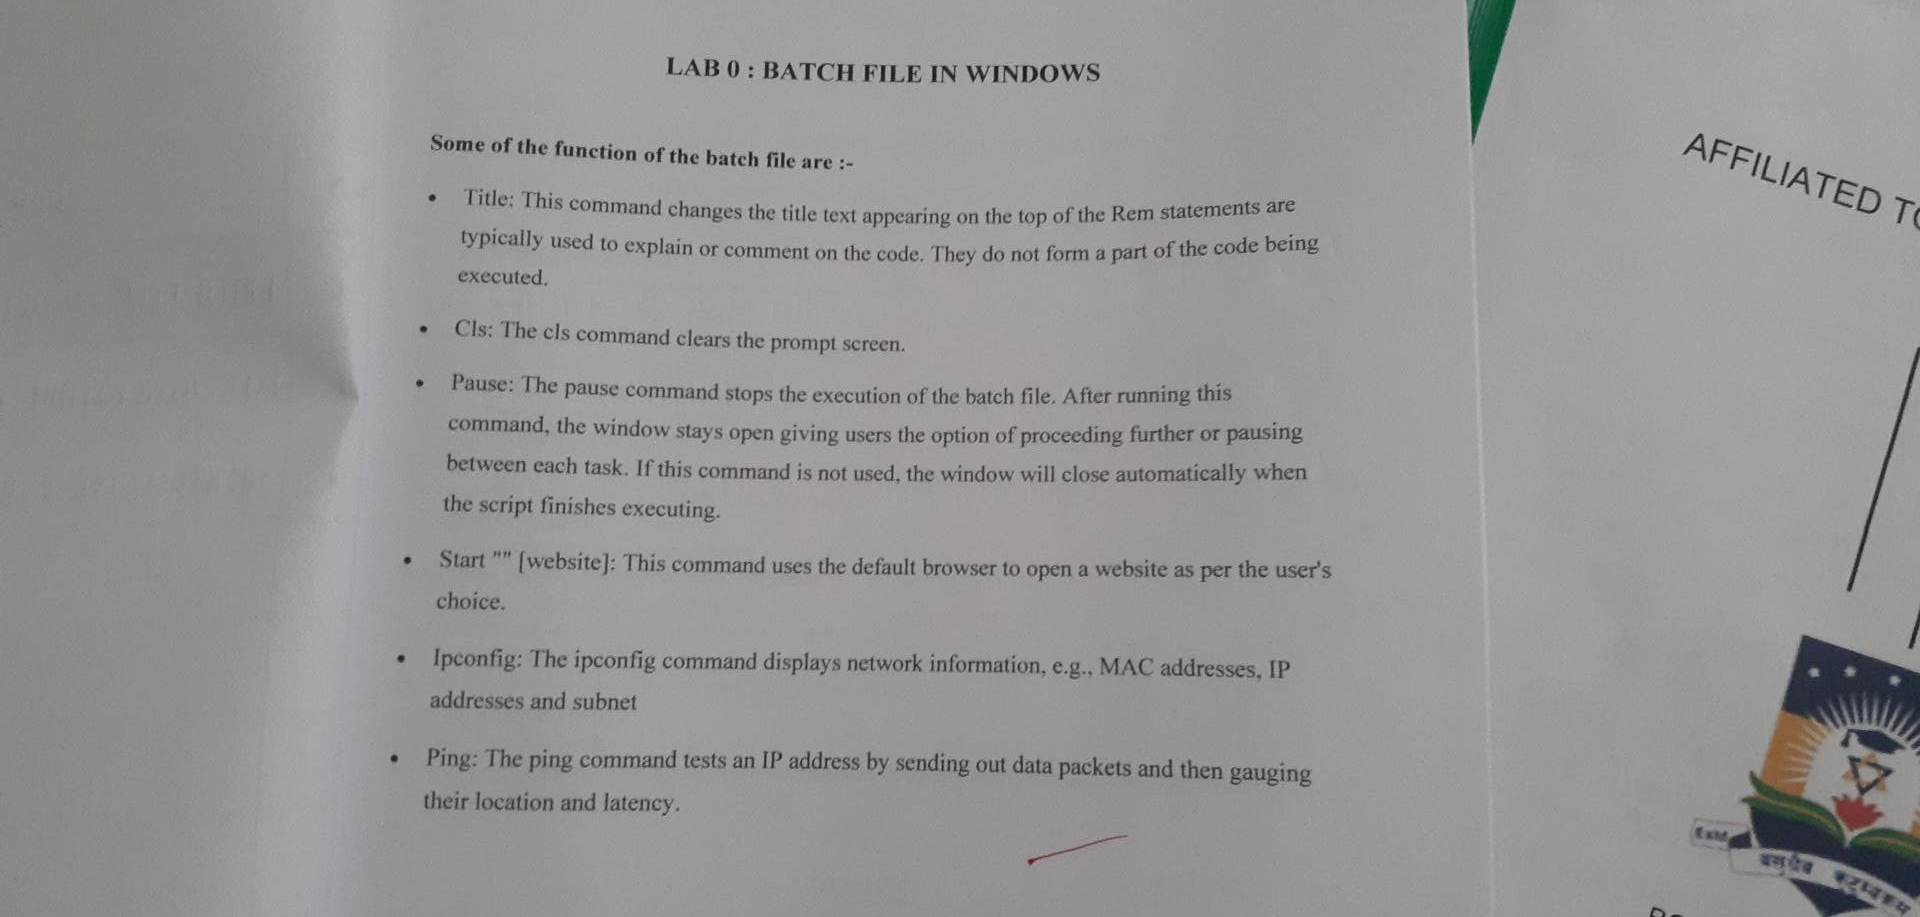 LAB 0 : BATCH FILE IN WINDOWS
Some of the function of the batch file are :-
• Title: This command changes the title text appearing on the top of the Rem statements are
typically used to explain or comment on the code. They do not form a part of the code being
executed.
• Cls: The cls command clears the prompt screen.
• Pause: The pause command stops the execution of the batch file. After running this
command, the window stays open giving users the option of proceeding further or pausing
between each task. If this command is not used, the window will close automatically when
the script finishes executing.
• Start "" [website]: This command uses the default browser to open a website as per the user's
choice.
• Ipconfig: The ipconfig command displays network information, e.g., MAC addresses, IP
addresses and subnet
• Ping: The ping command tests an IP address by sending out data packets and then gauging
their location and latency.
AFFILIATED